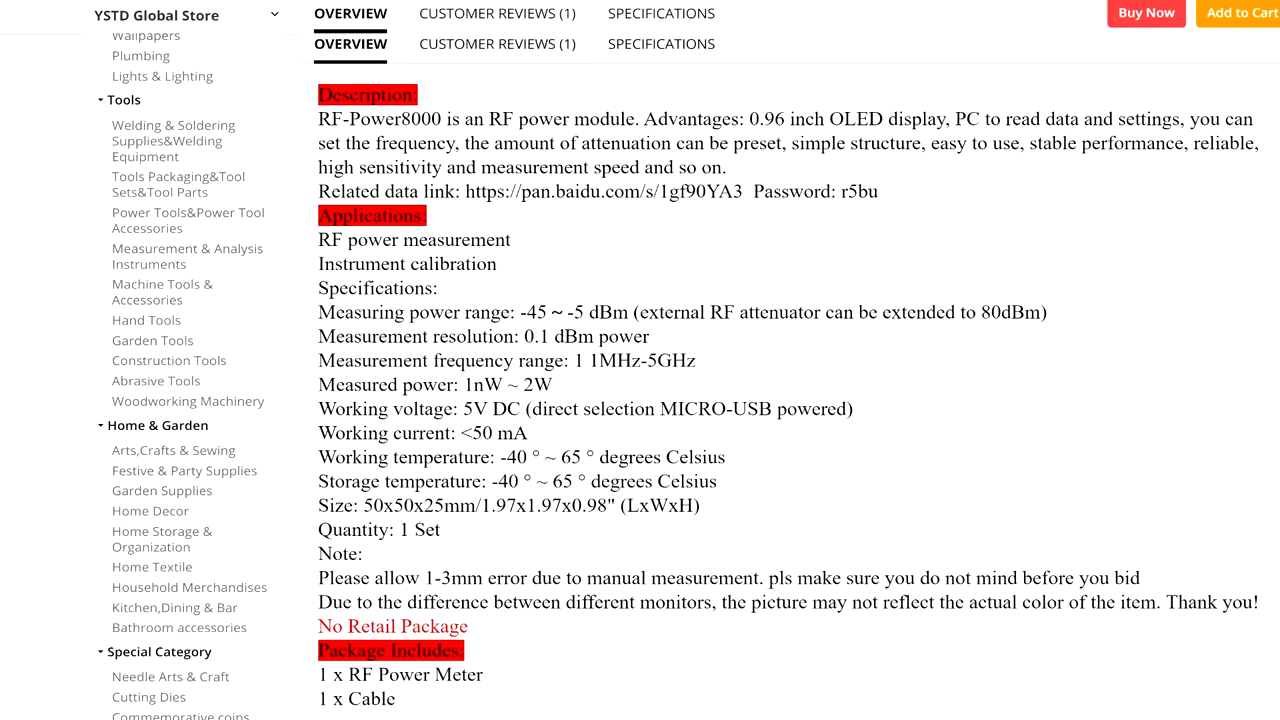 YSTD Global Store
OVERVIEW CUSTOMER REVIEWS (1) SPECIFICATIONS
Buy Now Add to Cart
OVERVIEW CUSTOMER REVIEWS (1) SPECIFICATIONS
Wallpapers
Plumbing
Lights & Lighting
Tools
Welding & Soldering
Supplies&Welding
Equipment
Tools Packaging&Tool
Sets&Tool Parts
Power Tools&Power Tool
Accessories
Measurement & Analysis
Instruments
Machine Tools &
Accessories
Hand Tools
Garden Tools
Construction Tools
Abrasive Tools
Woodworking Machinery
Home & Garden
Arts,Crafts & Sewing
Festive & Party Supplies
Garden Supplies
Home Decor
Home Storage &
Organization
Home Textile
Household Merchandises
Kitchen,Dining & Bar
Bathroom accessories
Special Category
Needle Arts & Craft
Cutting Dies
Commemorative coins
Description:
RF-Power8000 is an RF power module. Advantages: 0.96 inch OLED display, PC to read data and settings, you can
set the frequency, the amount of attenuation can be preset, simple structure, easy to use, stable performance, reliable,
high sensitivity and measurement speed and so on.
Related data link: https://pan.baidu.com/s/1gf90YA3 Password: r5bu
Applications:
RF power measurement
Instrument calibration
Specifications:
Measuring power range: -45 ~ -5 dBm (external RF attenuator can be extended to 80dBm)
Measurement resolution: 0.1 dBm power
Measurement frequency range: 1 1MHz-5GHz
Measured power: 1nW ~ 2W
Working voltage: 5V DC (direct selection MICRO-USB powered)
Working current: <50 mA
Working temperature: -40 ° ~ 65 ° degrees Celsius
Storage temperature: -40 ° ~ 65 ° degrees Celsius
Size: 50x50x25mm/1.97x1.97x0.98" (LxWxH)
Quantity: 1 Set
Note:
Please allow 1-3mm error due to manual measurement. pls make sure you do not mind before you bid
Due to the difference between different monitors, the picture may not reflect the actual color of the item. Thank you!
No Retail Package
Package Includes:
1 x RF Power Meter
1 x Cable